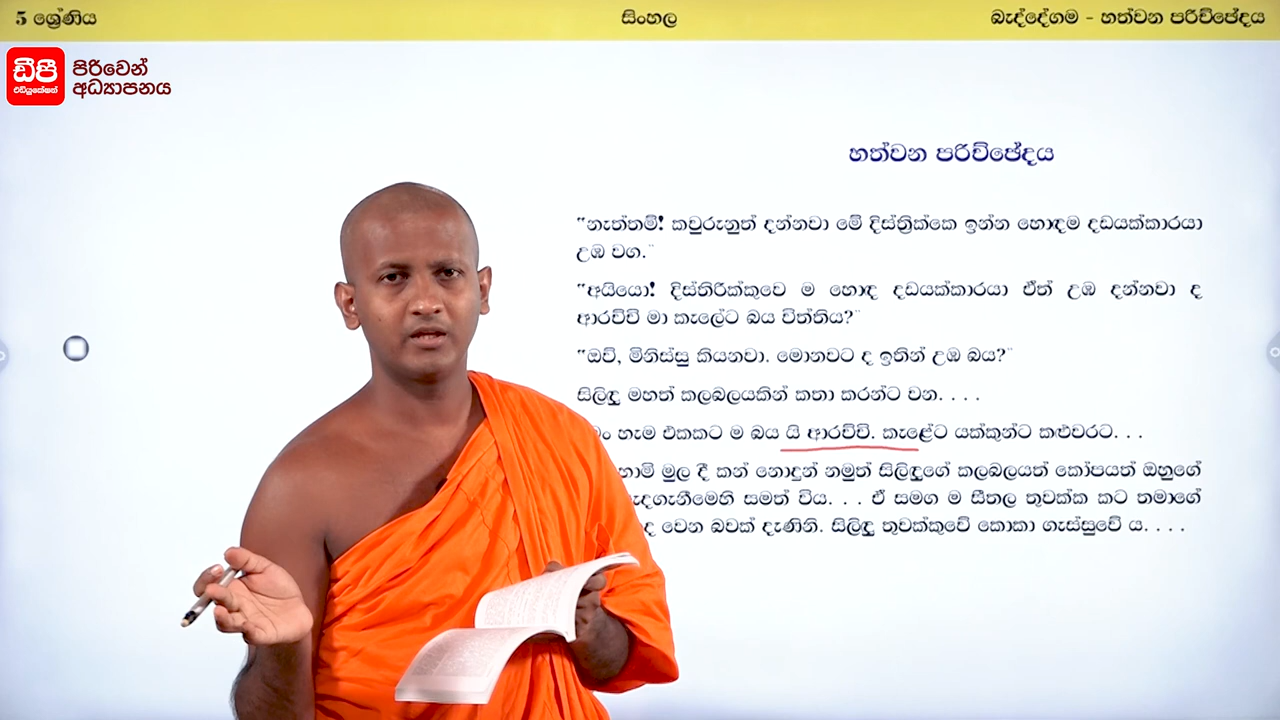 5 ශ්‍රේණිය
සිංහල
බැද්දේගම - හත්වන පරිච්ඡේදය
ඩීපී
එඩියුකේෂන්
පිරිවෙන්
අධ්‍යාපනය
හත්වන පරිච්ඡේදය
"නැත්තම්! කවුරුනුත් දන්නවා මේ දිස්ත්‍රික්කෙ ඉන්න හොඳම දඩයක්කාරයා
උඹ වග."
"අයියො! දිස්තිරික්කුවෙ ම හොඳ දඩයක්කාරයා ඒත් උඹ දන්නවා ද
ආරච්චි මා කැලේට බය විත්තිය?"
"ඔව්, මිනිස්සු කියනවා. මොනවට ද ඉතින් උඹ බය?"
සිලිඳු මහත් කලබලයකින් කතා කරන්ට වන. . . .
හැම එකකට ම බය යි ආරච්චි. කැළේට යක්කුන්ට කළුවරට. . .
මුල දී කන් නොදුන් නමුත් සිලිඳුගේ කලබලයත් කෝපයත් ඔහුගේ
සමත් විය. . . ඒ සමග ම සීතල තුවක්කු කට තමාගේ
වෙන බවක් දැණිනි. සිලිඳු තුවක්කුවේ කොකා ගැස්සුවේ ය. . . .